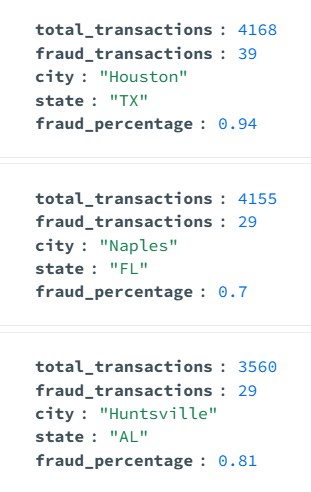 total_transactions : 4168
fraud_transactions : 39
city : "Houston"
state : "TX"
fraud_percentage : 0.94
total_transactions : 4155
fraud_transactions : 29
city : "Naples"
state : "FL"
fraud_percentage : 0.7
total_transactions : 3560
fraud_transactions : 29
city : "Huntsville"
state : "AL"
fraud_percentage : 0.81